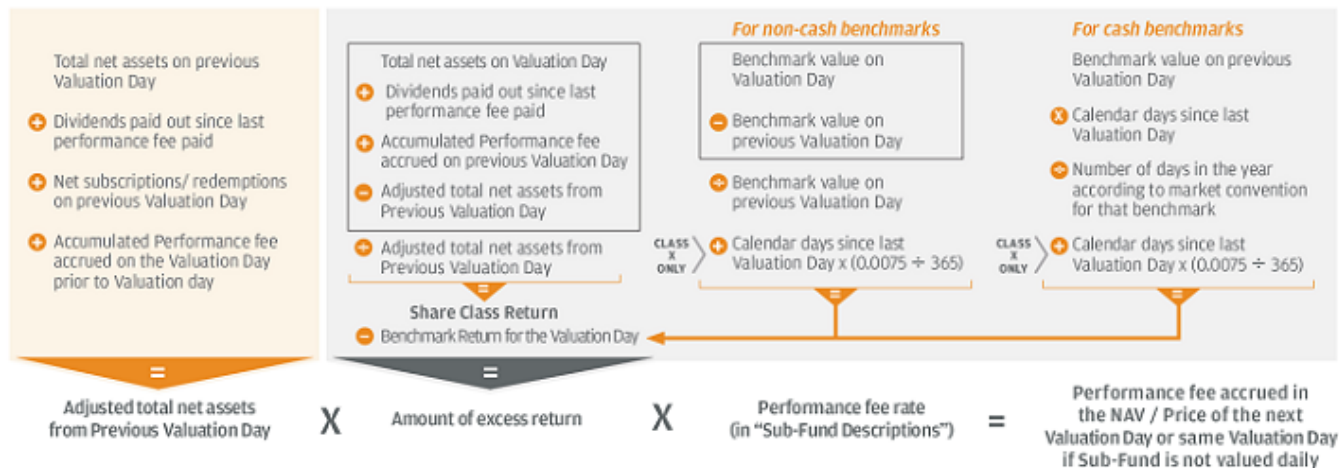 Total net assets on previous
Valuation Day
+ Dividends paid out since last
performance fee paid
+ Net subscriptions/ redemptions
on previous Valuation Day
+ Accumulated Performance fee
accrued on the Valuation Day
prior to Valuation day
=
Adjusted total net assets
from Previous Valuation Day
X
Total net assets on Valuation Day
+ Dividends paid out since last
performance fee paid
+ Accumulated Performance fee
accrued on previous Valuation Day
− Adjusted total net assets from
Previous Valuation Day
÷ Adjusted total net assets from
Previous Valuation Day
=
Share Class Return
− Benchmark Return for the Valuation Day
=
Amount of excess return
For non-cash benchmarks
Benchmark value on
Valuation Day
− Benchmark value on
previous Valuation Day
÷ Benchmark value on
previous Valuation Day
CLASS
X
ONLY
+ Calendar days since last
Valuation Day x (0.0075 ÷ 365)
=
For cash benchmarks
Benchmark value on previous
Valuation Day
x Calendar days since last
Valuation Day
÷ Number of days in the year
according to market convention
for that benchmark
CLASS
X
ONLY
+ Calendar days since last
Valuation Day x (0.0075 ÷ 365)
=
X
Performance fee rate
(in "Sub-Fund Descriptions")
=
Performance fee accrued in
the NAV / Price of the next
Valuation Day or same Valuation Day
if Sub-Fund is not valued daily